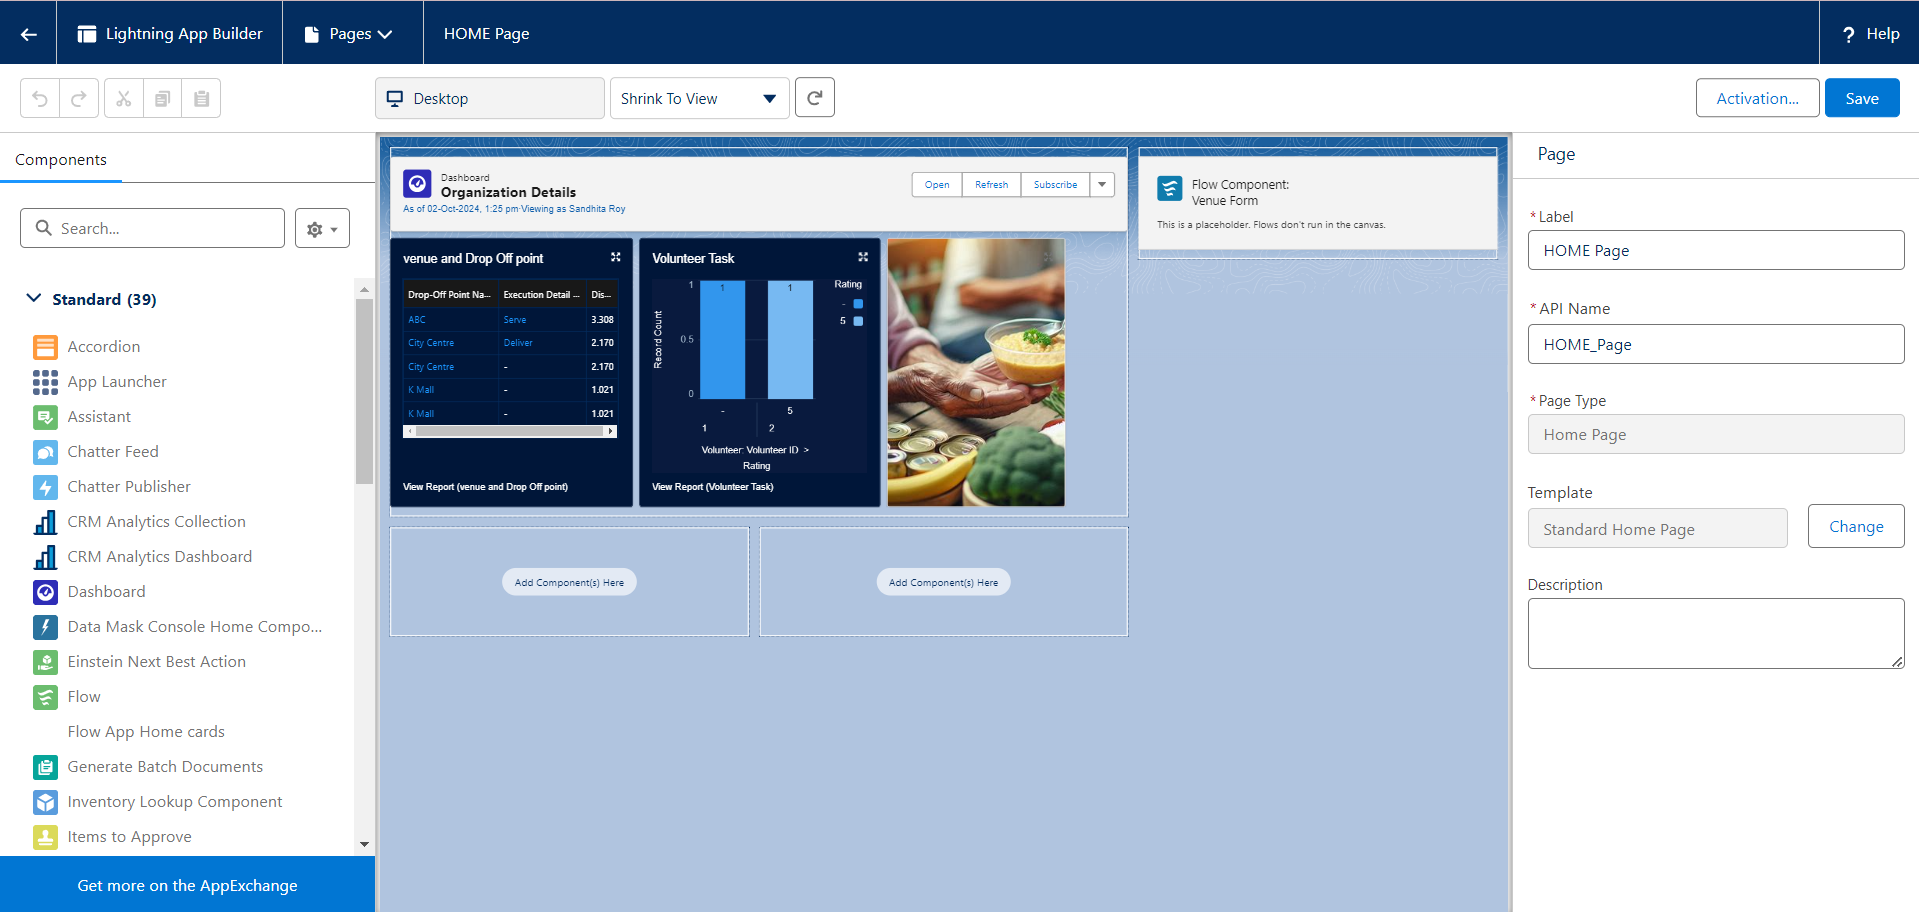 Lightning App Builder
Pages
HOME Page
? Help
Desktop
Shrink To View
Activation...
Save
Components
Search...
Standard (39)
Accordion
App Launcher
Assistant
Chatter Feed
Chatter Publisher
CRM Analytics Collection
CRM Analytics Dashboard
Dashboard
Data Mask Console Home Compo...
Einstein Next Best Action
Flow
Flow App Home cards
Generate Batch Documents
Inventory Lookup Component
Items to Approve
Get more on the AppExchange
Dashboard
Organization Details
As of 02-Oct-2024, 1:25 pm·Viewing as Sandhita Roy
Open
Refresh
Subscribe
venue and Drop Off point
Drop-Off Point Na... Execution Detail ... Dis...
ABC Serve 3.308
City Centre Deliver 2.170
City Centre - 2.170
K Mall - 1.021
K Mall - 1.021
View Report (venue and Drop Off point)
Volunteer Task
Record Count
1
0.5
0
1
1
- 5
1 2
Volunteer: Volunteer ID >
Rating
Rating
-
5
View Report (Volunteer Task)
Add Component(s) Here
Add Component(s) Here
Flow Component:
Venue Form
This is a placeholder. Flows don't run in the canvas.
Page
*Label
HOME Page
*API Name
HOME_Page
*Page Type
Home Page
Template
Standard Home Page
Change
Description